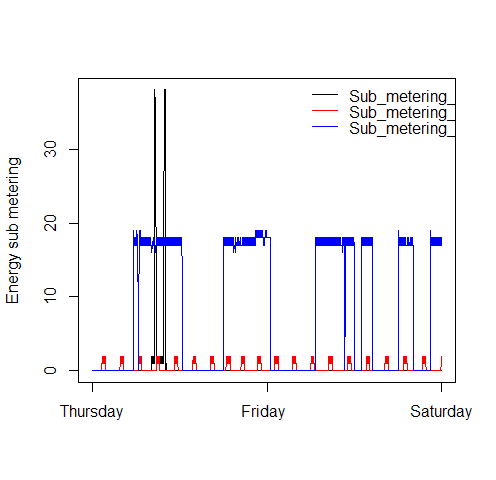 Sub_metering_
Sub_metering_
Sub_metering_
Energy sub metering
30
20
10
0
Thursday Friday Saturday